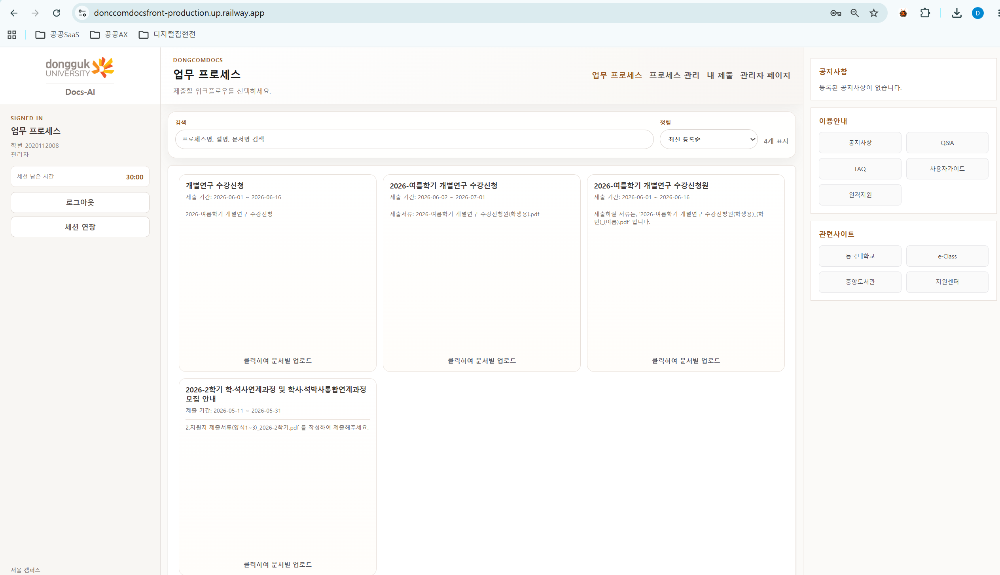 donccomdocsfront-production.up.railway.app
D
공공SaaS
공공AX
디지털집현전
dongguk
UNIVERSITY
Docs-AI
SIGNED IN
업무 프로세스
학번 2020112008
관리자
세션 남은 시간
30:00
로그아웃
세션 연장
서울 캠퍼스
DONGCOMDOCS
업무 프로세스
제출할 워크플로우를 선택하세요.
업무 프로세스
프로세스 관리
내 제출
관리자 페이지
검색
프로세스명, 설명, 문서명 검색
정렬
최신 등록순
4개 표시
개별연구 수강신청
제출 기간: 2026-06-01 ~ 2026-06-16
2026-여름학기 개별연구 수강신청
클릭하여 문서별 업로드
2026-여름학기 개별연구 수강신청
제출 기간: 2026-06-02 ~ 2026-07-01
제출서류: 2026-여름학기 개별연구 수강신청원(학생용).pdf
클릭하여 문서별 업로드
2026-여름학기 개별연구 수강신청원
제출 기간: 2026-06-01 ~ 2026-06-16
제출하실 서류는, '2026-여름학기 개별연구 수강신청원(학생용)_(학
번)_(이름).pdf' 입니다.
클릭하여 문서별 업로드
2026-2학기 학·석사연계과정 및 학사·석박사통합연계과정
모집 안내
제출 기간: 2026-05-11 ~ 2026-05-31
2.지원자 제출서류(양식1~3)_2026-2학기.pdf 를 작성하여 제출해주세요.
클릭하여 문서별 업로드
공지사항
등록된 공지사항이 없습니다.
이용안내
공지사항
Q&A
FAQ
사용자가이드
원격지원
관련사이트
동국대학교
e-Class
중앙도서관
지원센터